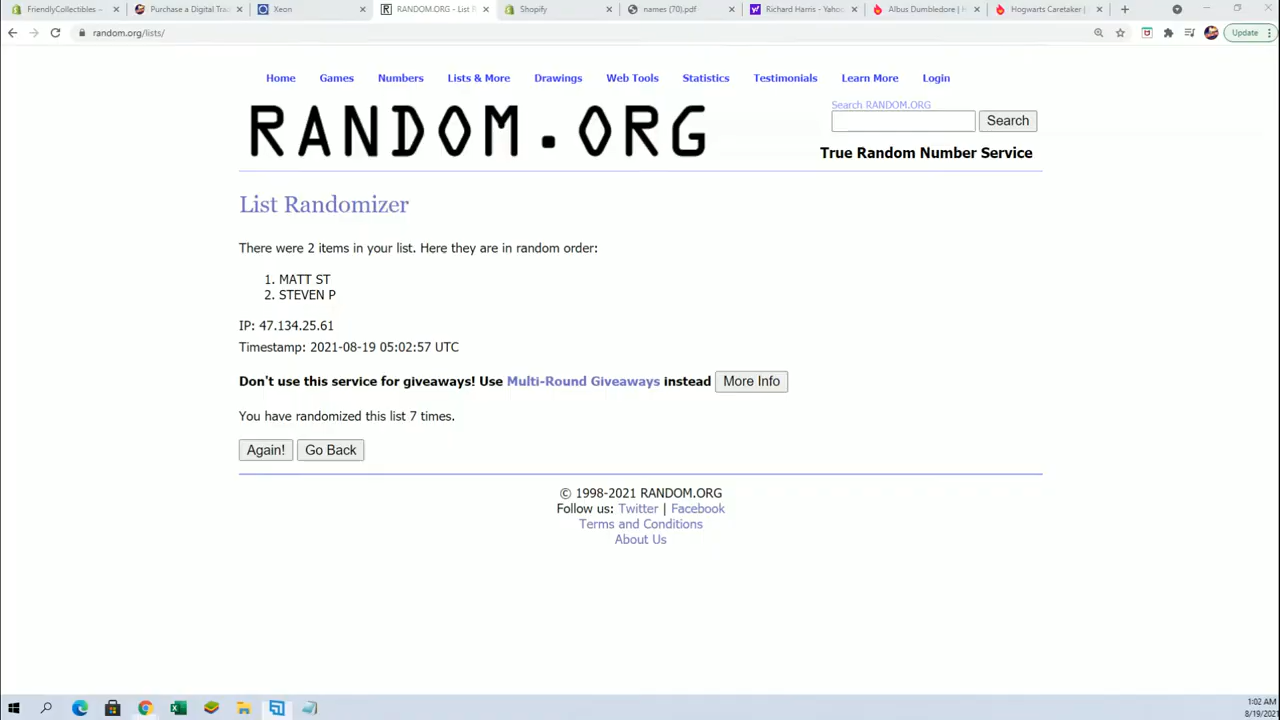 FriendlyCollectibles –
Purchase a Digital Tra
Xeon
RANDOM.ORG - List R
Shopify
names (70).pdf
Richard Harris - Yahoo
Albus Dumbledore | H
Hogwarts Caretaker |
random.org/lists/
Update
Home Games Numbers Lists & More Drawings Web Tools Statistics Testimonials Learn More Login
RANDOM.ORG
Search RANDOM.ORG
Search
True Random Number Service
List Randomizer
There were 2 items in your list. Here they are in random order:
1. MATT ST
2. STEVEN P
IP: 47.134.25.61
Timestamp: 2021-08-19 05:02:57 UTC
Don't use this service for giveaways! Use Multi-Round Giveaways instead More Info
You have randomized this list 7 times.
Again! Go Back
© 1998-2021 RANDOM.ORG
Follow us: Twitter | Facebook
Terms and Conditions
About Us
1:02 AM
8/19/2021